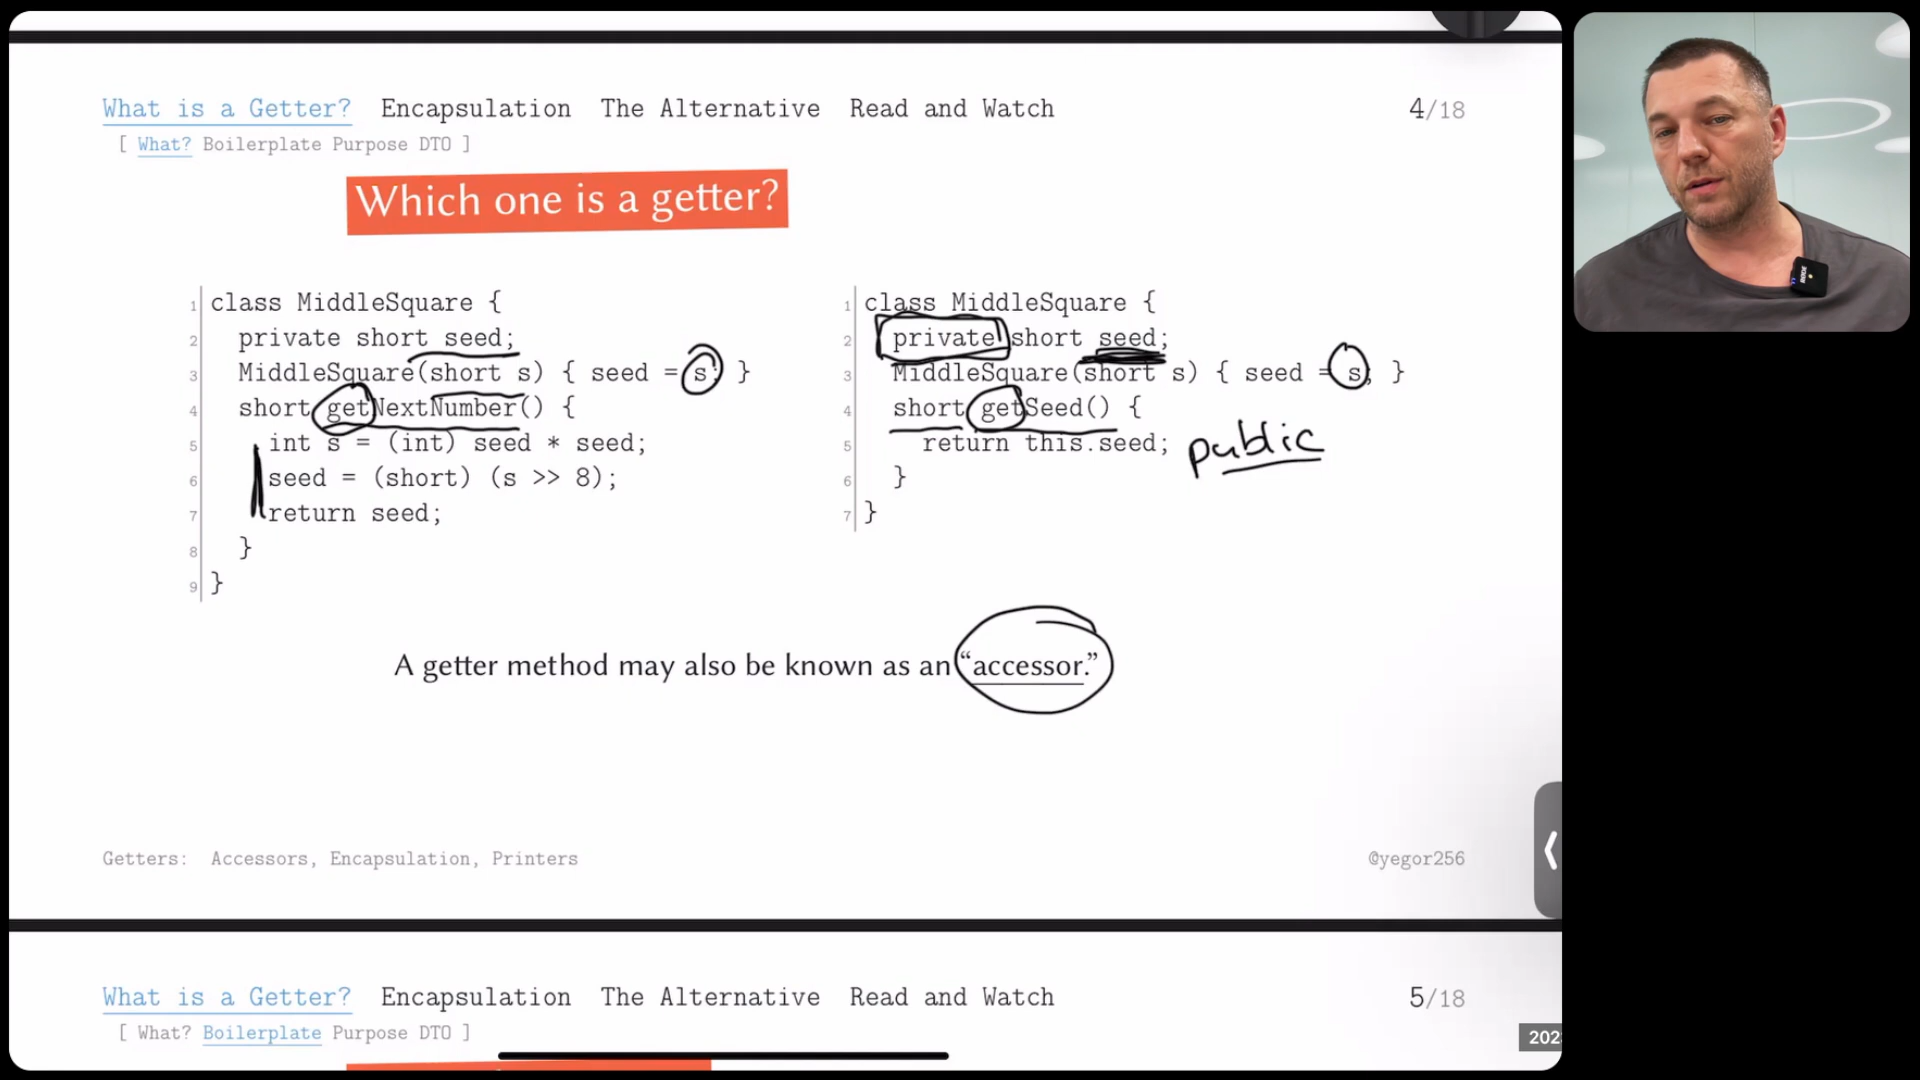 What is a Getter? Encapsulation The Alternative Read and Watch 4/18
[ What? Boilerplate Purpose DTO ]
Which one is a getter?
1 class MiddleSquare {
2 private short seed;
3 MiddleSquare(short s) { seed = s; }
4 short getNextNumber() {
5 int s = (int) seed * seed;
6 seed = (short) (s >> 8);
7 return seed;
8 }
9 }
1 class MiddleSquare {
2 private short seed;
3 MiddleSquare(short s) { seed = s; }
4 short getSeed() {
5 return this.seed;
6 }
7 }
public
A getter method may also be known as an “accessor.”
Getters: Accessors, Encapsulation, Printers @yegor256
What is a Getter? Encapsulation The Alternative Read and Watch 5/18
[ What? Boilerplate Purpose DTO ]
202
RODE